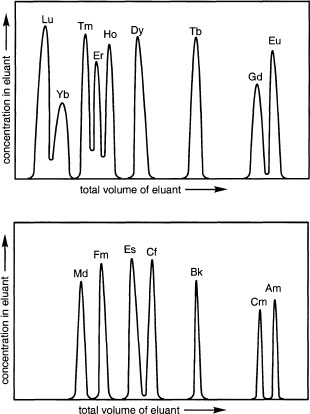 concentration in eluant
Lu
Yb
Tm
Er
Ho
Dy
Tb
Gd
Eu
total volume of eluant
concentration in eluant
Md
Fm
Es
Cf
Bk
Cm
Am
total volume of eluant